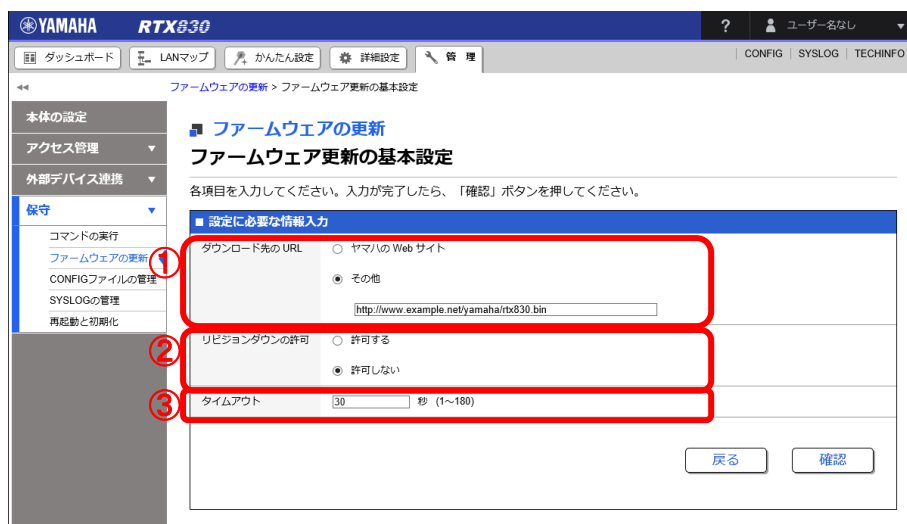 YAMAHA RTX830 ? ユーザー名なし
ダッシュボード LANマップ かんたん設定 詳細設定 管理 CONFIG SYSLOG TECHINFO
ファームウェアの更新 > ファームウェア更新の基本設定
本体の設定
アクセス管理
外部デバイス連携
保守
コマンドの実行
ファームウェアの更新
CONFIGファイルの管理
SYSLOGの管理
再起動と初期化
ファームウェアの更新
ファームウェア更新の基本設定
各項目を入力してください。入力が完了したら、「確認」ボタンを押してください。
■ 設定に必要な情報入力
①
ダウンロード先の URL ヤマハの Web サイト
その他
http://www.example.net/yamaha/rtx830.bin
②
リビジョンダウンの許可 許可する
許可しない
③
タイムアウト 30 秒 (1～180)
戻る 確認